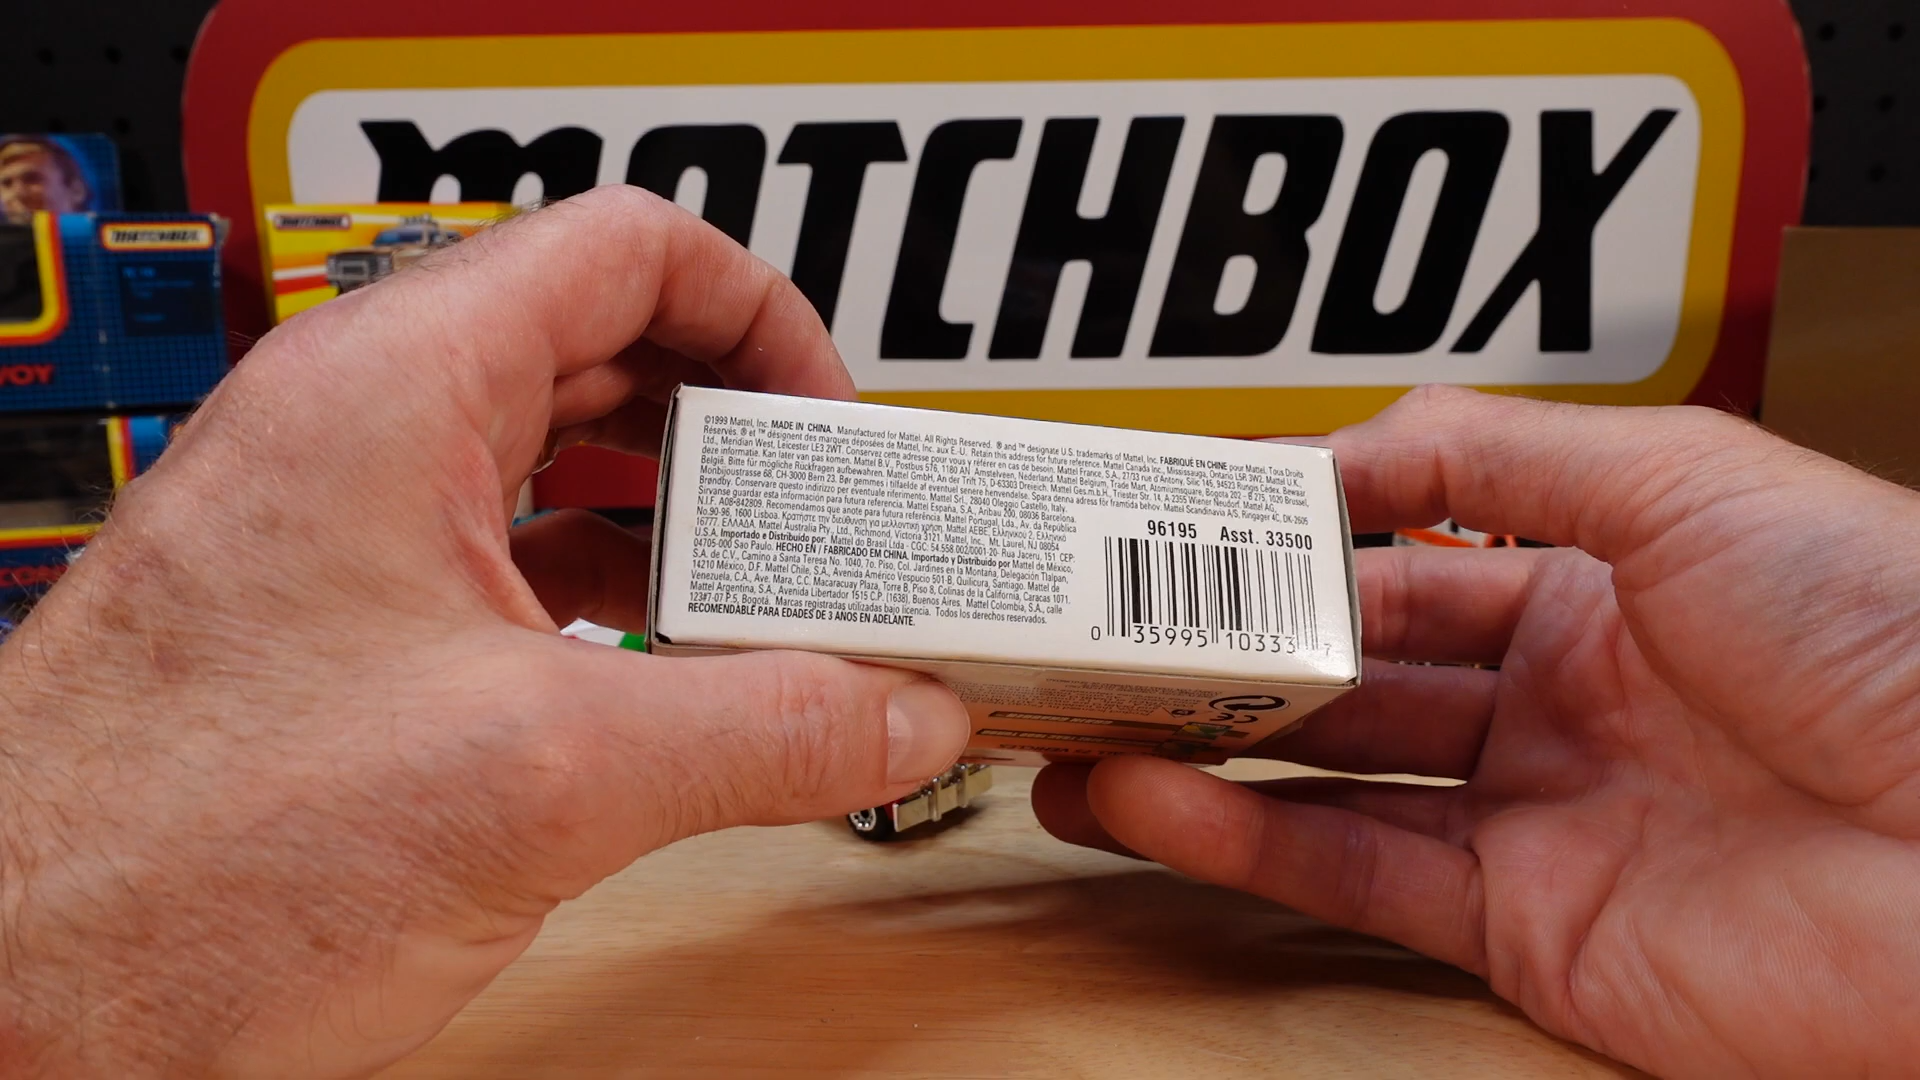 MATCHBOX
MATCHBOX
MATCHBOX
VOY
©1999 Mattel, Inc. MADE IN CHINA. Manufactured for Mattel. All Rights Reserved. ® and ™ designate U.S. trademarks of Mattel, Inc. FABRIQUÉ EN CHINE pour Mattel. Tous Droits
Réservés. ® et ™ désignent des marques déposées de Mattel, Inc. aux É.-U. Retain this address for future reference. Mattel Canada Inc., Mississauga, Ontario L5R 3W2. Mattel U.K.,
Ltd., Meridian West, Leicester LE3 2WT. Conservez cette adresse pour vous y référer en cas de besoin. Mattel France, S.A., 27/33 rue d'Antony, Silic 145, 94523 Rungis Cédex. Bewaar
deze informatie. Kan later van pas komen. Mattel B.V., Postbus 576, 1180 AN Amstelveen, Nederland. Mattel Belgium, Trade Mart, Atomiumsquare, Bogota 202 - B 275, 1020 Brussel,
België. Bitte für mögliche Rückfragen aufbewahren. Mattel GmbH, An der Trift 75, D-63303 Dreieich. Mattel Ges.m.b.H., Triester Str. 14, A-2355 Wiener Neudorf. Mattel AG,
Monbijoustrasse 68, CH-3000 Bern 23. Bør gemmes i tilfælde af eventuel senere henvendelse. Spara denna adress för framtida behov. Mattel Scandinavia A/S, Ringager 4C, DK-2605
Brøndby. Conservare questo indirizzo per eventuale riferimento. Mattel Srl., 28040 Oleggio Castello, Italy.
Sirvanse guardar esta información para futura referencia. Mattel España, S.A., Aribau 200, 08036 Barcelona.
N.I.F. A08-842809. Recomendamos que anote para futura referência. Mattel Portugal, Lda., Av. da República
No.90-96, 1600 Lisboa. Κρατήστε την διεύθυνση για μελλοντική χρήση. Mattel AEBE, Ελληνικού 2, Ελληνικό
16777, ΕΛΛΑΔΑ. Mattel Australia Pty., Ltd., Richmond, Victoria 3121. Mattel, Inc., Mt. Laurel, NJ 08054
U.S.A. Importado e Distribuido por: Mattel do Brasil Ltda - CGC: 54.558.002/0001-20- Rua Jaceru, 151 CEP:
04705-000 Sao Paulo. HECHO EN / FABRICADO EM CHINA. Importado y Distribuido por Mattel de México,
S.A. de C.V., Camino a Santa Teresa No. 1040, 7o. Piso, Col. Jardines en la Montaña, Delegación Tlalpan,
14210 México, D.F. Mattel Chile, S.A., Avenida Américo Vespucio 501-B, Quilicura, Santiago. Mattel de
Venezuela, C.A., Ave. Mara, C.C. Macaracuay Plaza, Torre B, Piso 8, Colinas de la California, Caracas 1071.
Mattel Argentina, S.A., Avenida Libertador 1515 C.P. (1638), Buenos Aires. Mattel Colombia, S.A., calle
123#7-07 P.5, Bogotá. Marcas registradas utilizadas bajo licencia. Todos los derechos reservados.
RECOMENDABLE PARA EDADES DE 3 AÑOS EN ADELANTE.
96195 Asst. 33500
0 35995 10333 7
CE